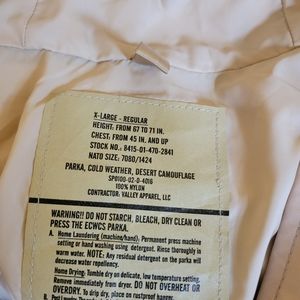 X-LARGE - REGULAR
HEIGHT, FROM 67 TO 71 IN.
CHEST, FROM 45 IN. AND UP
STOCK NO.- 8415-01-470-2841
NATO SIZE: 7080/1424
PARKA, COLD WEATHER, DESERT CAMOUFLAGE
SP0100-02-D-4016
100% NYLON
CONTRACTOR: VALLEY APPAREL, LLC
WARNING!! DO NOT STARCH, BLEACH, DRY CLEAN OR
PRESS THE ECWCS PARKA.
A. Home Laundering (machine/hand): Permanent press machine
setting or hand washing using detergent. Rinse thoroughly in
warm water. NOTE: Any residual detergent on the parka will
decrease water repellency.
Home Drying: Tumble dry on delicate, low temperature setting.
Remove immediately from dryer. DO NOT OVERHEAT or
OVERDRY. To drip dry, place on rustproof hanger.
B.